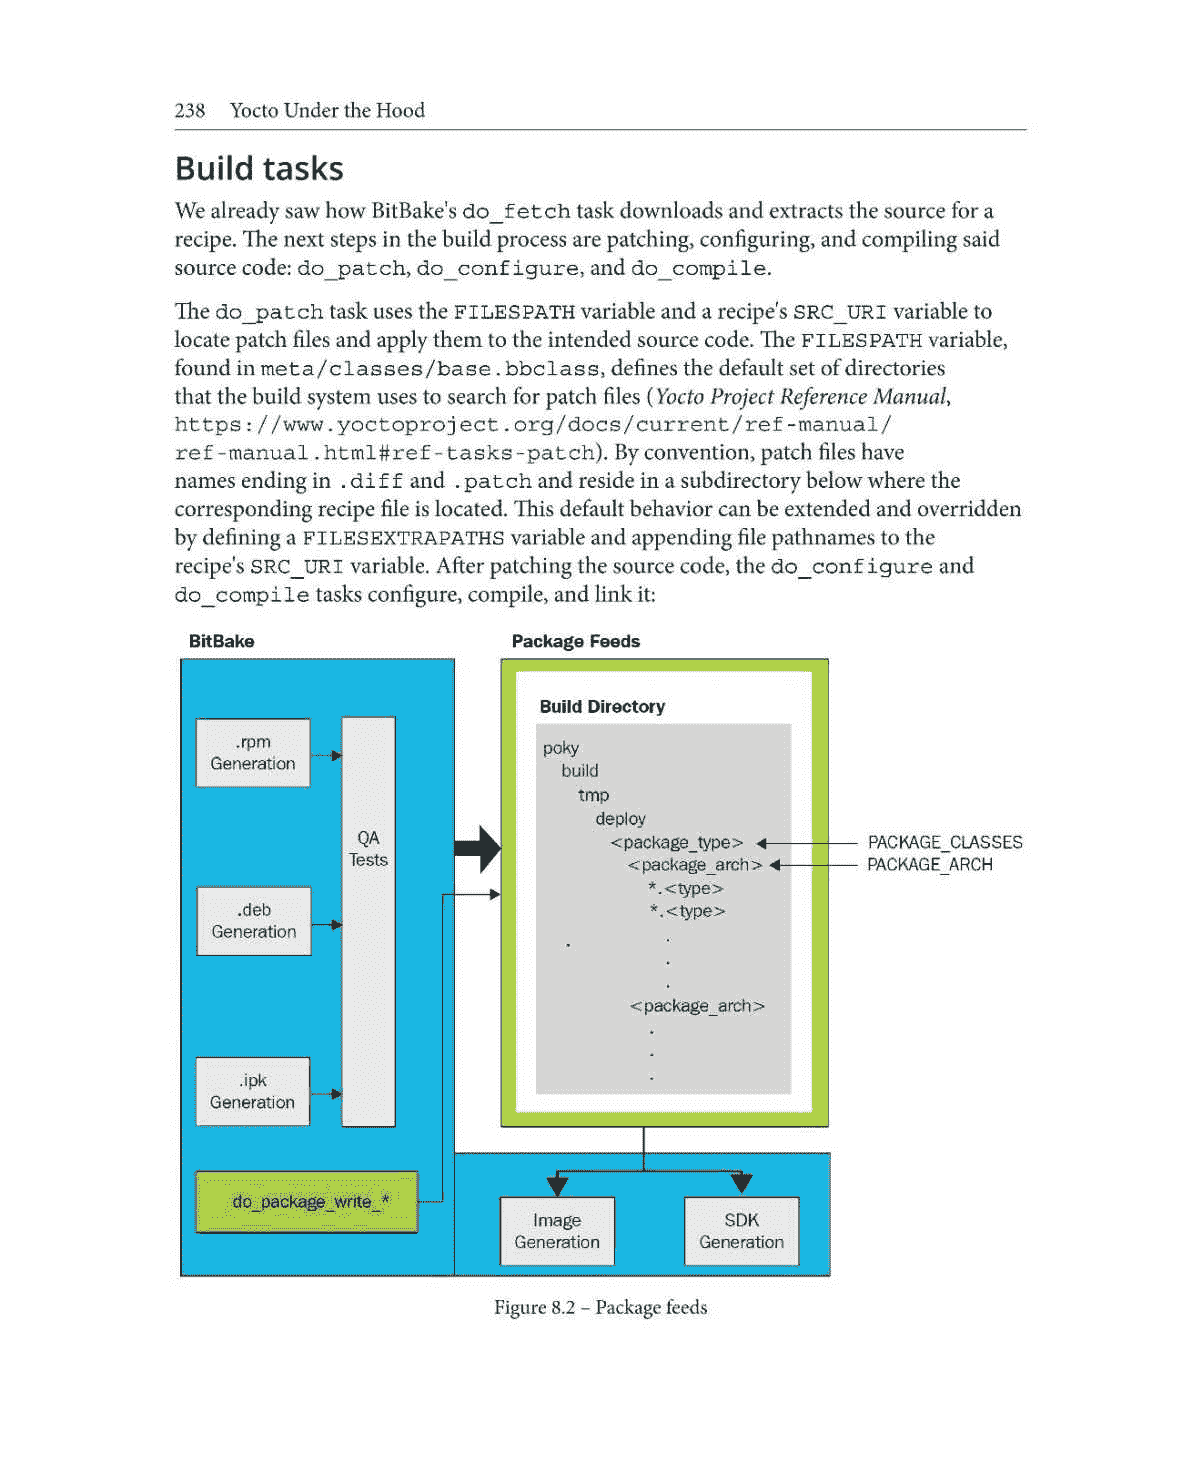 238 Yocto Under the Hood
Build tasks
We already saw how BitBake's do_fetch task downloads and extracts the source for a
recipe. The next steps in the build process are patching, configuring, and compiling said
source code: do_patch, do_configure, and do_compile.
The do_patch task uses the FILESPATH variable and a recipe's SRC_URI variable to
locate patch files and apply them to the intended source code. The FILESPATH variable,
found in meta/classes/base.bbclass, defines the default set of directories
that the build system uses to search for patch files (Yocto Project Reference Manual,
https://www.yoctoproject.org/docs/current/ref-manual/
ref-manual.html#ref-tasks-patch). By convention, patch files have
names ending in .diff and .patch and reside in a subdirectory below where the
corresponding recipe file is located. This default behavior can be extended and overridden
by defining a FILESEXTRAPATHS variable and appending file pathnames to the
recipe's SRC_URI variable. After patching the source code, the do_configure and
do_compile tasks configure, compile, and link it:
BitBake
.rpm
Generation
.deb
Generation
.ipk
Generation
QA
Tests
do_package_write_*
Package Feeds
Build Directory
poky
build
tmp
deploy
<package_type>
<package_arch>
*.<type>
*.<type>
.
.
.
.
<package_arch>
.
.
.
PACKAGE_CLASSES
PACKAGE_ARCH
Image
Generation
SDK
Generation
Figure 8.2 – Package feeds